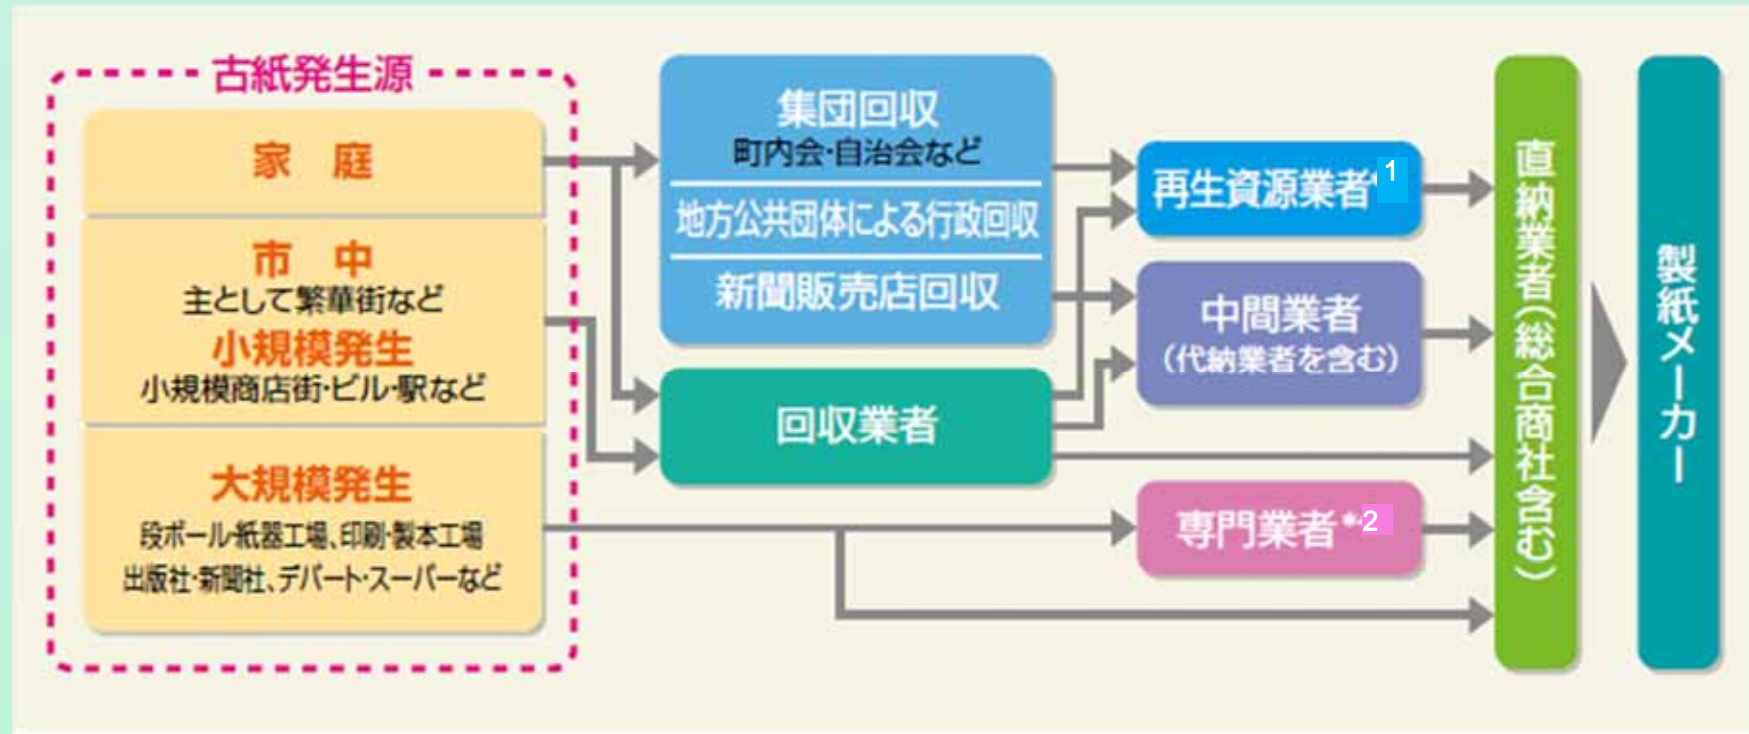 古紙発生源
家 庭
市 中
主として繁華街など
小規模発生
小規模商店街・ビル・駅など
大規模発生
段ボール・紙器工場、印刷・製本工場
出版社・新聞社、デパート・スーパーなど
集団回収
町内会・自治会など
地方公共団体による行政回収
新聞販売店回収
回収業者
再生資源業者*1
中間業者
(代納業者を含む)
専門業者*2
直納業者(総合商社含む)
製紙メーカー